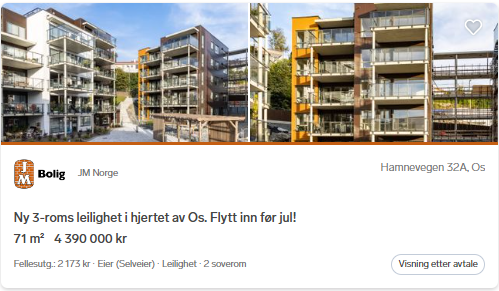 JM
Bolig
JM Norge
Hamnevegen 32A, Os
Ny 3-roms leilighet i hjertet av Os. Flytt inn før jul!
71 m² 4 390 000 kr
Fellesutg.: 2 173 kr · Eier (Selveier) · Leilighet · 2 soverom
Visning etter avtale